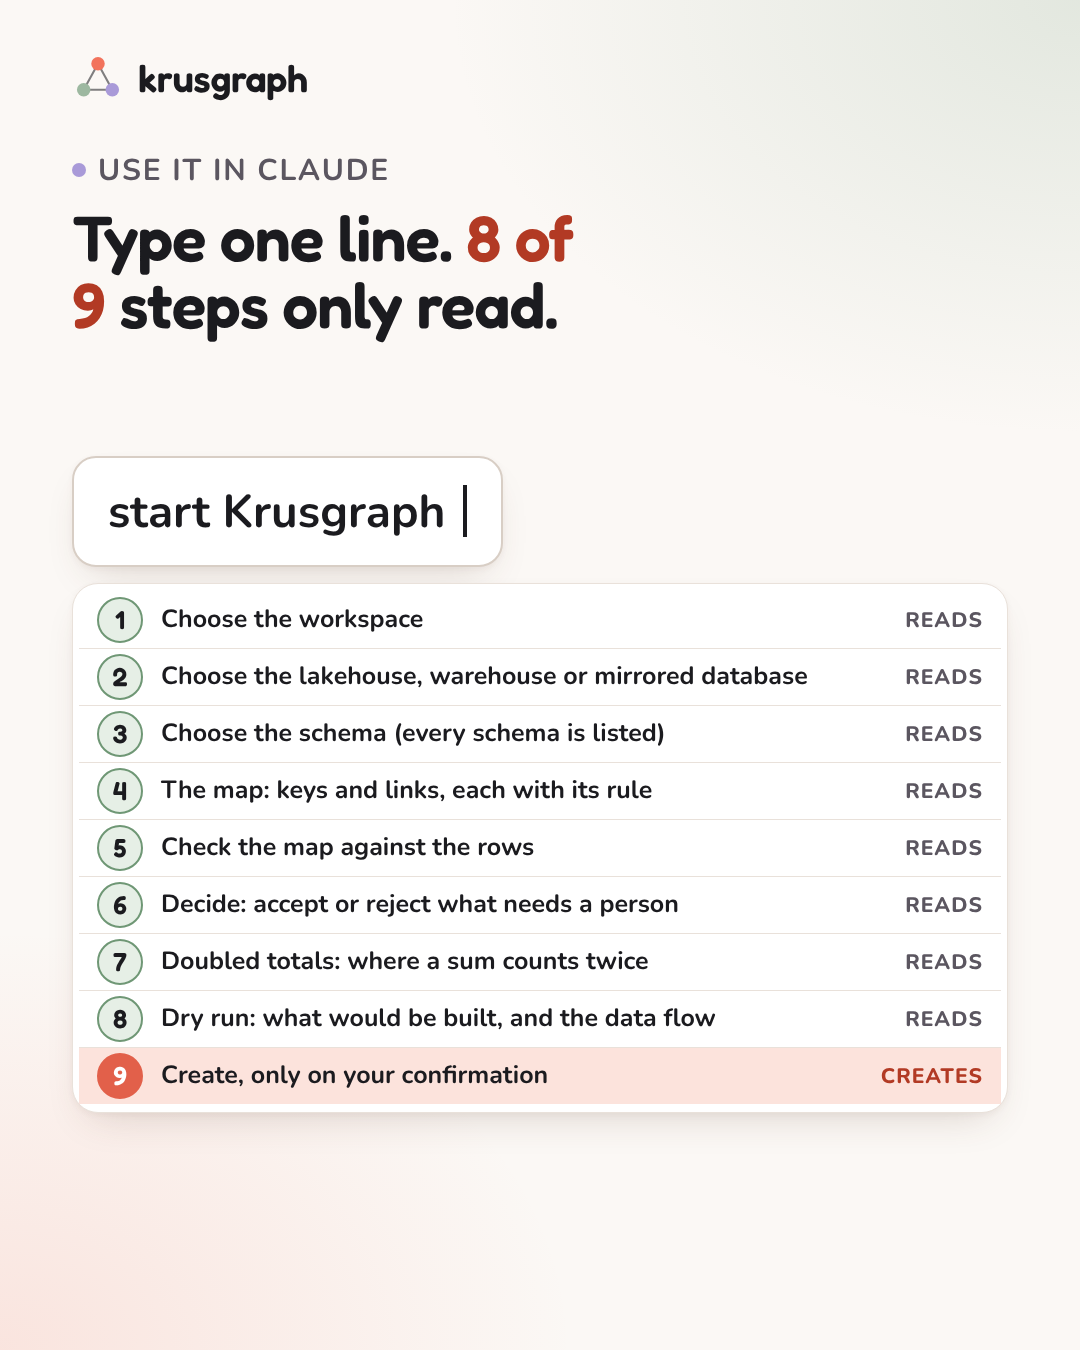 krusgraph
USE IT IN CLAUDE
Type one line. 8 of
9 steps only read.
start Krusgraph
1 Choose the workspace READS
2 Choose the lakehouse, warehouse or mirrored database READS
3 Choose the schema (every schema is listed) READS
4 The map: keys and links, each with its rule READS
5 Check the map against the rows READS
6 Decide: accept or reject what needs a person READS
7 Doubled totals: where a sum counts twice READS
8 Dry run: what would be built, and the data flow READS
9 Create, only on your confirmation CREATES